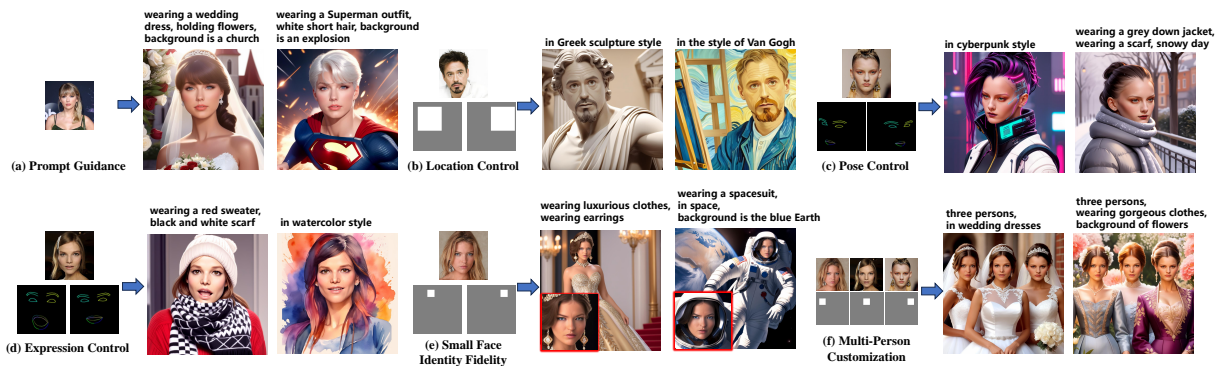 wearing a wedding
dress, holding flowers,
background is a church
wearing a Superman outfit,
white short hair, background
is an explosion
(a) Prompt Guidance
in Greek sculpture style
in the style of Van Gogh
(b) Location Control
in cyberpunk style
wearing a grey down jacket,
wearing a scarf, snowy day
(c) Pose Control
wearing a red sweater,
black and white scarf
in watercolor style
(d) Expression Control
wearing luxurious clothes,
wearing earrings
wearing a spacesuit,
in space,
background is the blue Earth
(e) Small Face
Identity Fidelity
three persons,
in wedding dresses
three persons,
wearing gorgeous clothes,
background of flowers
(f) Multi-Person
Customization